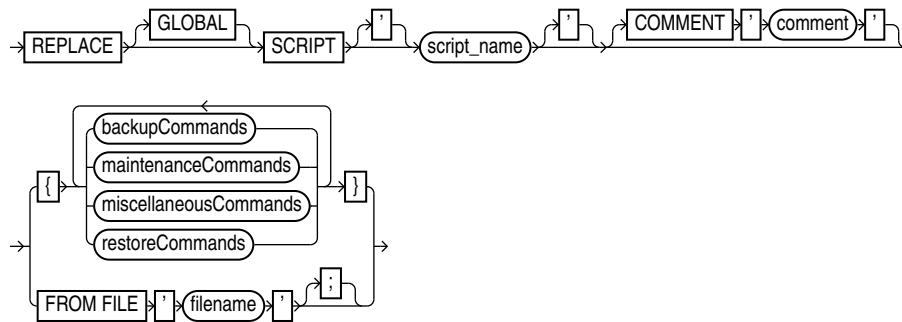 REPLACE GLOBAL SCRIPT ' script_name ' COMMENT ' comment '
{ backupCommands }
maintenanceCommands
miscellaneousCommands
restoreCommands
FROM FILE ' filename ' ;